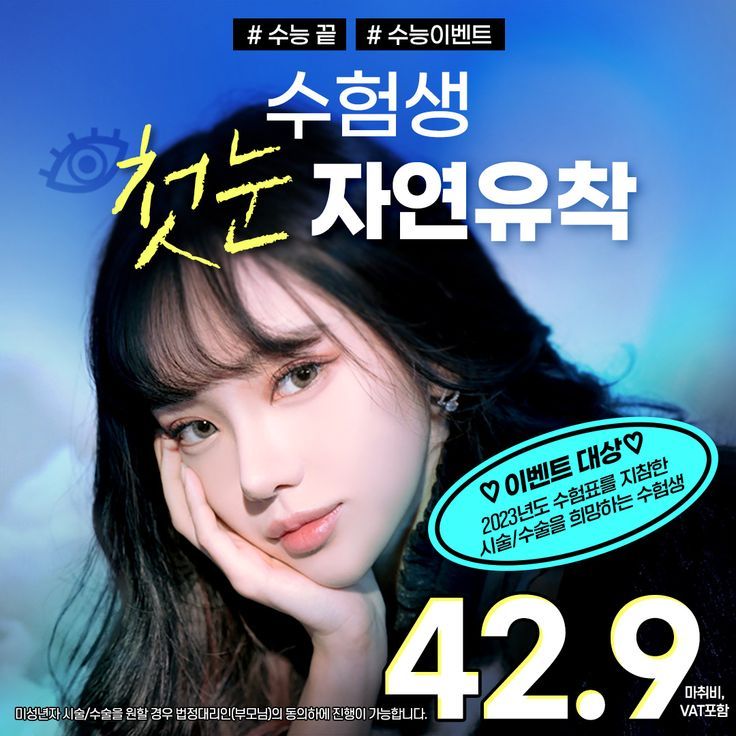 # 수능 끝 # 수능이벤트
수험생
첫눈 자연유착
♡ 이벤트 대상♡
2023년도 수험표를 지참한
시술/수술을 희망하는 수험생
42.9
마취비,
VAT포함
미성년자 시술/수술을 원할 경우 법정대리인(부모님)의 동의하에 진행이 가능합니다.